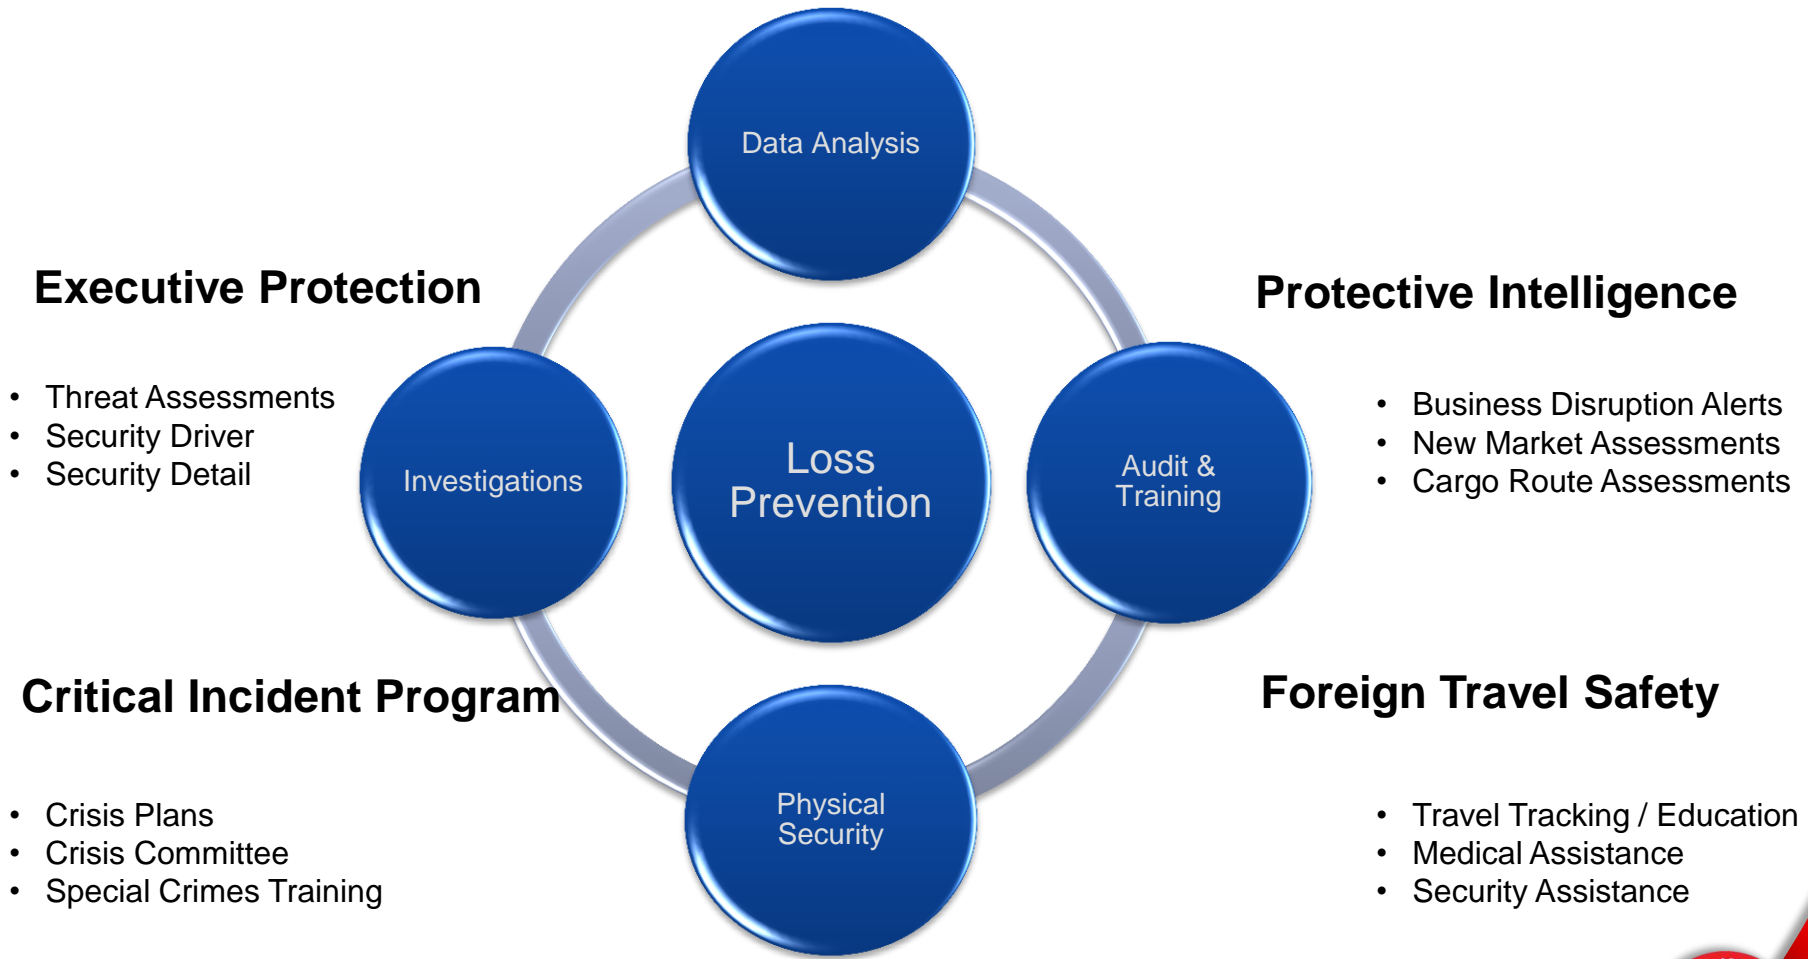 Data Analysis
Executive Protection
• Threat Assessments
• Security Driver
• Security Detail
Protective Intelligence
• Business Disruption Alerts
• New Market Assessments
• Cargo Route Assessments
Investigations
Loss
Prevention
Audit &
Training
Critical Incident Program
• Crisis Plans
• Crisis Committee
• Special Crimes Training
Physical
Security
Foreign Travel Safety
• Travel Tracking / Education
• Medical Assistance
• Security Assistance